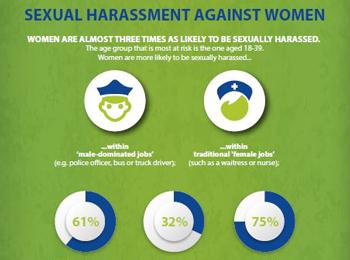 SEXUAL HARASSMENT AGAINST WOMEN
WOMEN ARE ALMOST THREE TIMES AS LIKELY TO BE SEXUALLY HARASSED.
The age group that is most at risk is the one aged 18-39.
Women are more likely to be sexually harassed...
...within
'male-dominated jobs'
(e.g. police officer, bus or truck driver);
...within
traditional 'female jobs'
(such as a waitress or nurse);
61%
32%
75%